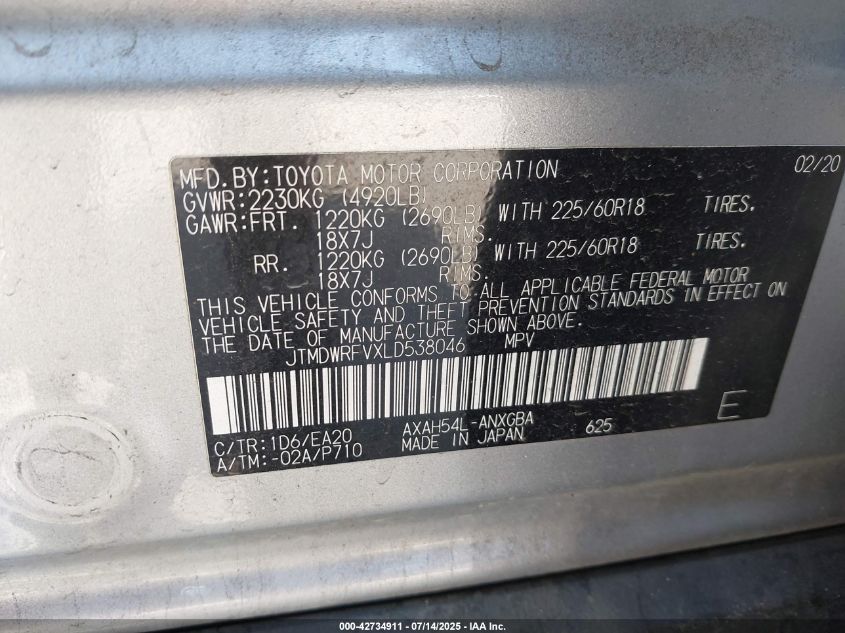 MFD. BY: TOYOTA MOTOR CORPORATION 02/20
GVWR: 2230KG (4920LB)
GAWR: FRT. 1220KG (2690LB) WITH 225/60R18 TIRES.
18X7J RIMS.
RR. 1220KG (2690LB) WITH 225/60R18 TIRES.
18X7J RIMS.
THIS VEHICLE CONFORMS TO ALL APPLICABLE FEDERAL MOTOR
VEHICLE SAFETY AND THEFT PREVENTION STANDARDS IN EFFECT ON
THE DATE OF MANUFACTURE SHOWN ABOVE.
JTMDWRFVXLD538046 MPV
E
C/TR: 1D6/EA20 AXAH54L-ANXGBA 625
A/TM: -02A/P710 MADE IN JAPAN
000-42734911 - 07/14/2025 - IAA Inc.